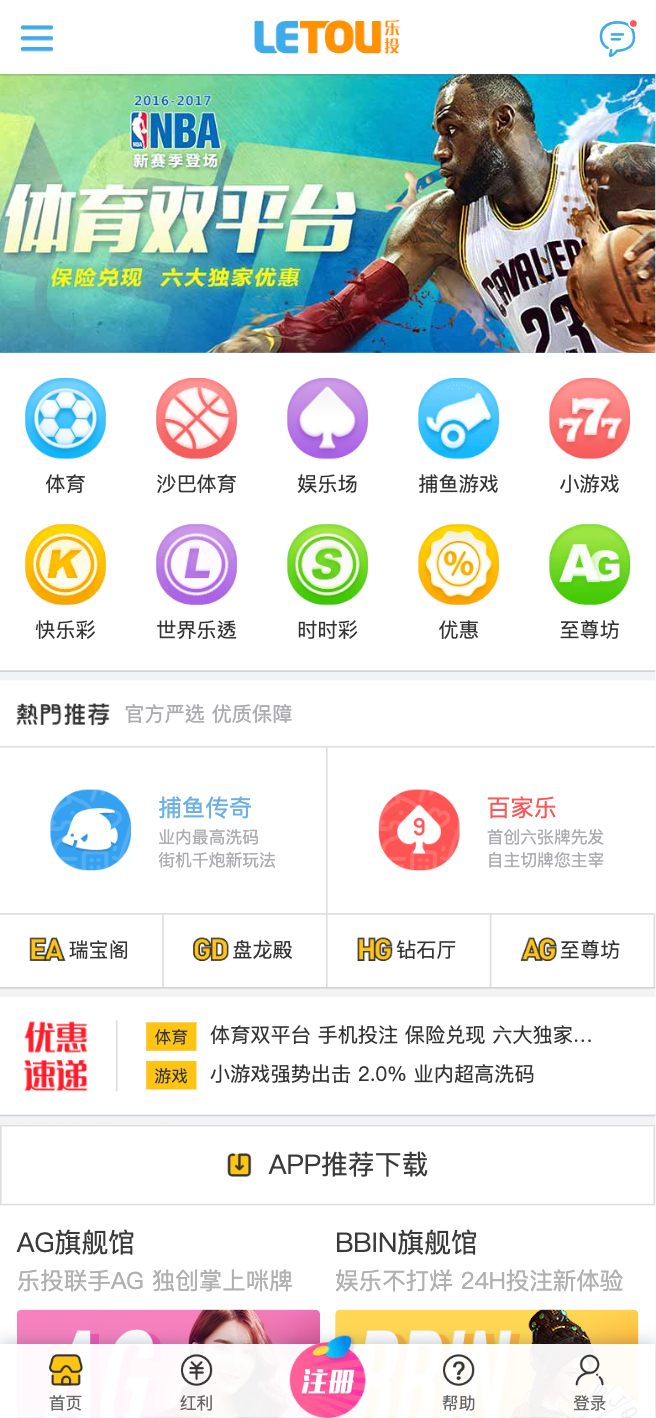 LETOU乐投
2016-2017
NBA
新赛季登场
体育双平台
保险兑现 六大独家优惠
CAVALIERS
23
体育 沙巴体育 娱乐场 捕鱼游戏 小游戏
K L S % AG
快乐彩 世界乐透 时时彩 优惠 至尊坊
熱門推荐 官方严选 优质保障
捕鱼传奇
业内最高洗码
街机千炮新玩法
9
百家乐
首创六张牌先发
自主切牌您主宰
EA 瑞宝阁 GD 盘龙殿 HG 钻石厅 AG 至尊坊
优惠
速递
体育 体育双平台 手机投注 保险兑现 六大独家...
游戏 小游戏强势出击 2.0% 业内超高洗码
APP推荐下载
AG旗舰馆
乐投联手AG 独创掌上咪牌
BBIN旗舰馆
娱乐不打烊 24H投注新体验
AG BBIN
首页 红利 注册 帮助 登录